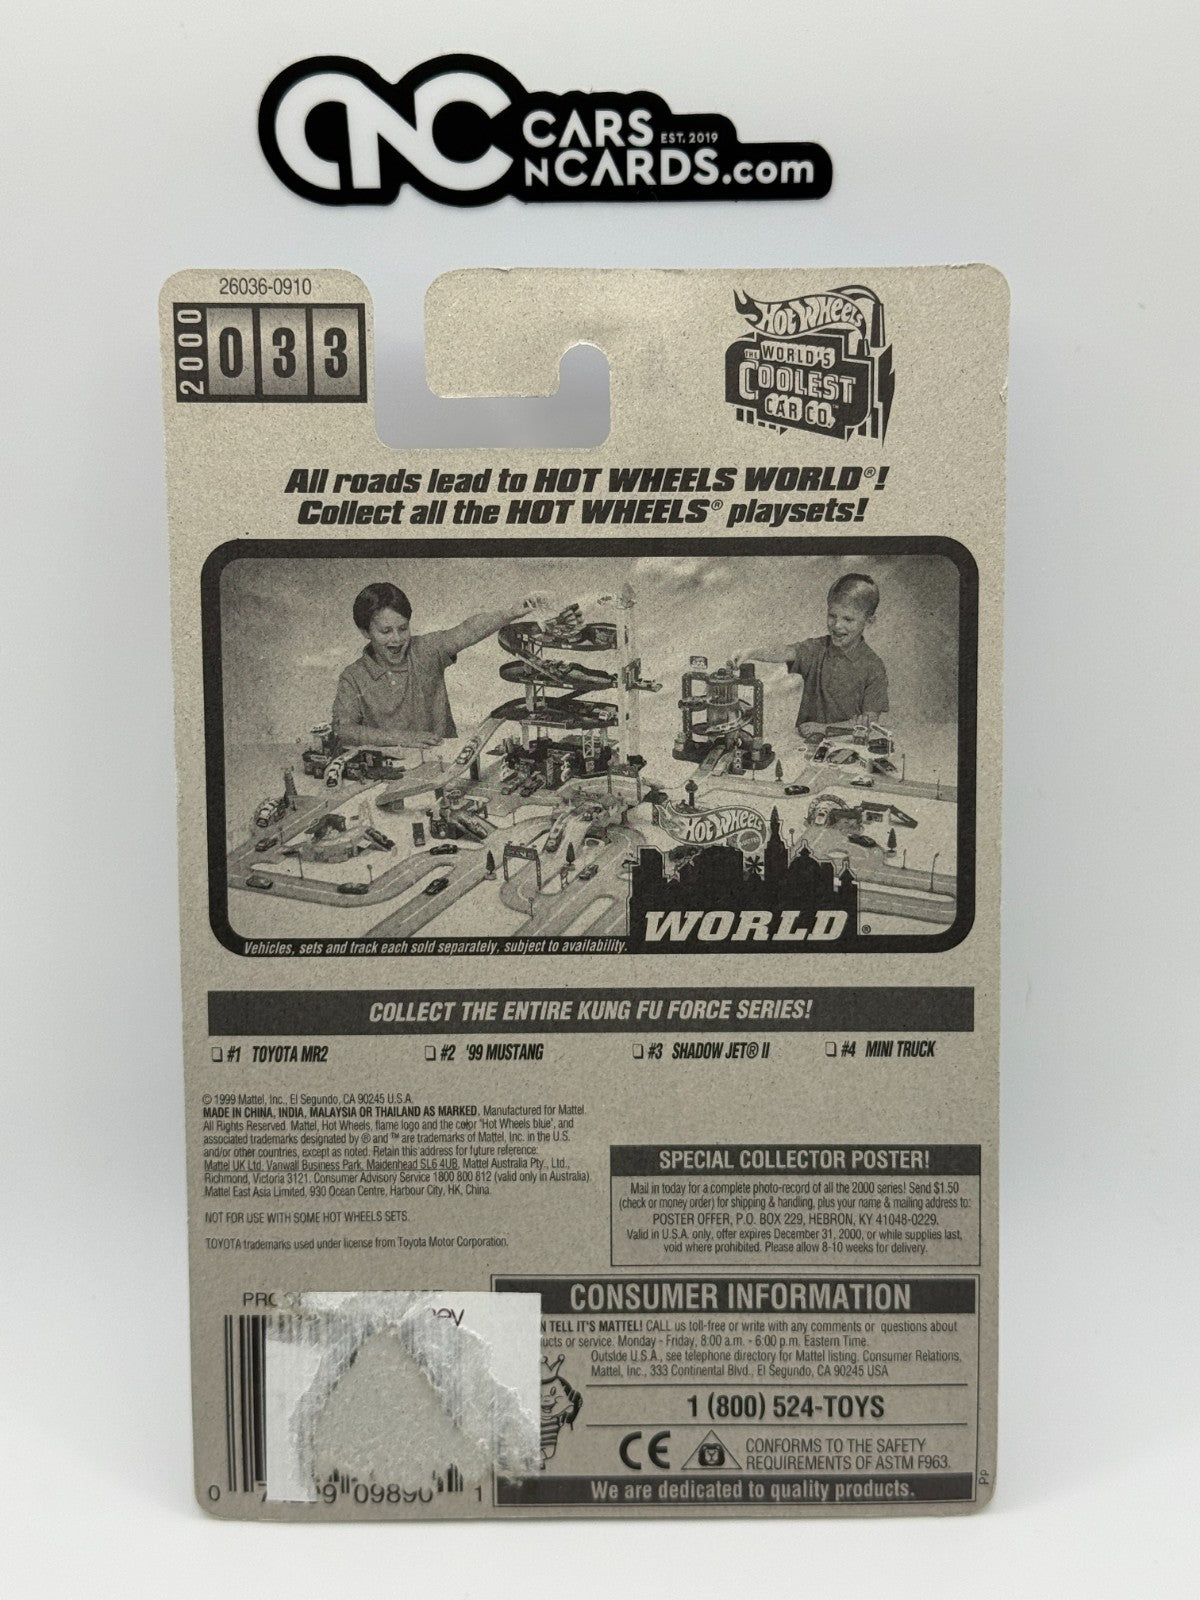 CNC CARS EST. 2019
N CARDS.com
26036-0910
2000 033
HOT WHEELS
THE WORLD'S
COOLEST
CAR CO.™
All roads lead to HOT WHEELS WORLD®!
Collect all the HOT WHEELS® playsets!
HOT WHEELS
WORLD®
Vehicles, sets and track each sold separately, subject to availability.
COLLECT THE ENTIRE KUNG FU FORCE SERIES!
❏ #1 TOYOTA MR2 ❏ #2 '99 MUSTANG ❏ #3 SHADOW JET® II ❏ #4 MINI TRUCK
© 1999 Mattel, Inc., El Segundo, CA 90245 U.S.A.
MADE IN CHINA, INDIA, MALAYSIA OR THAILAND AS MARKED. Manufactured for Mattel.
All Rights Reserved. Mattel, Hot Wheels, flame logo and the color "Hot Wheels blue", and
associated trademarks designated by ® and ™ are trademarks of Mattel, Inc. in the U.S.
and/or other countries, except as noted. Retain this address for future reference:
Mattel UK Ltd. Vanwall Business Park, Maidenhead SL6 4UB. Mattel Australia Pty., Ltd.,
Richmond, Victoria 3121. Consumer Advisory Service 1800 800 812 (valid only in Australia).
Mattel East Asia Limited, 930 Ocean Centre, Harbour City, HK, China.
NOT FOR USE WITH SOME HOT WHEELS SETS.
TOYOTA trademarks used under license from Toyota Motor Corporation.
SPECIAL COLLECTOR POSTER!
Mail in today for a complete photo-record of all the 2000 series! Send $1.50
(check or money order) for shipping & handling, plus your name & mailing address to:
POSTER OFFER, P.O. BOX 229, HEBRON, KY 41048-0229.
Valid in U.S.A. only, offer expires December 31, 2000, or while supplies last,
void where prohibited. Please allow 8-10 weeks for delivery.
CONSUMER INFORMATION
TELL IT'S MATTEL! CALL us toll-free or write with any comments or questions about
or service: Monday - Friday, 8:00 a.m. - 6:00 p.m. Eastern Time.
Outside U.S.A., see telephone directory for Mattel listing. Consumer Relations,
Mattel, Inc., 333 Continental Blvd., El Segundo, CA 90245 USA
1 (800) 524-TOYS
CE CONFORMS TO THE SAFETY
REQUIREMENTS OF ASTM F963.
We are dedicated to quality products.
pp
0 09890 1